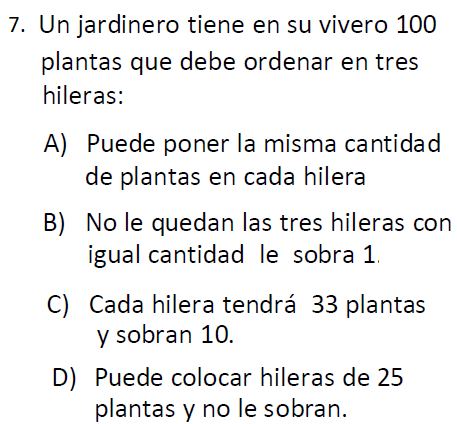 7. Un jardinero tiene en su vivero 100
plantas que debe ordenar en tres
hileras:
A) Puede poner la misma cantidad
de plantas en cada hilera
B) No le quedan las tres hileras con
igual cantidad le sobra 1.
C) Cada hilera tendrá 33 plantas
y sobran 10.
D) Puede colocar hileras de 25
plantas y no le sobran.